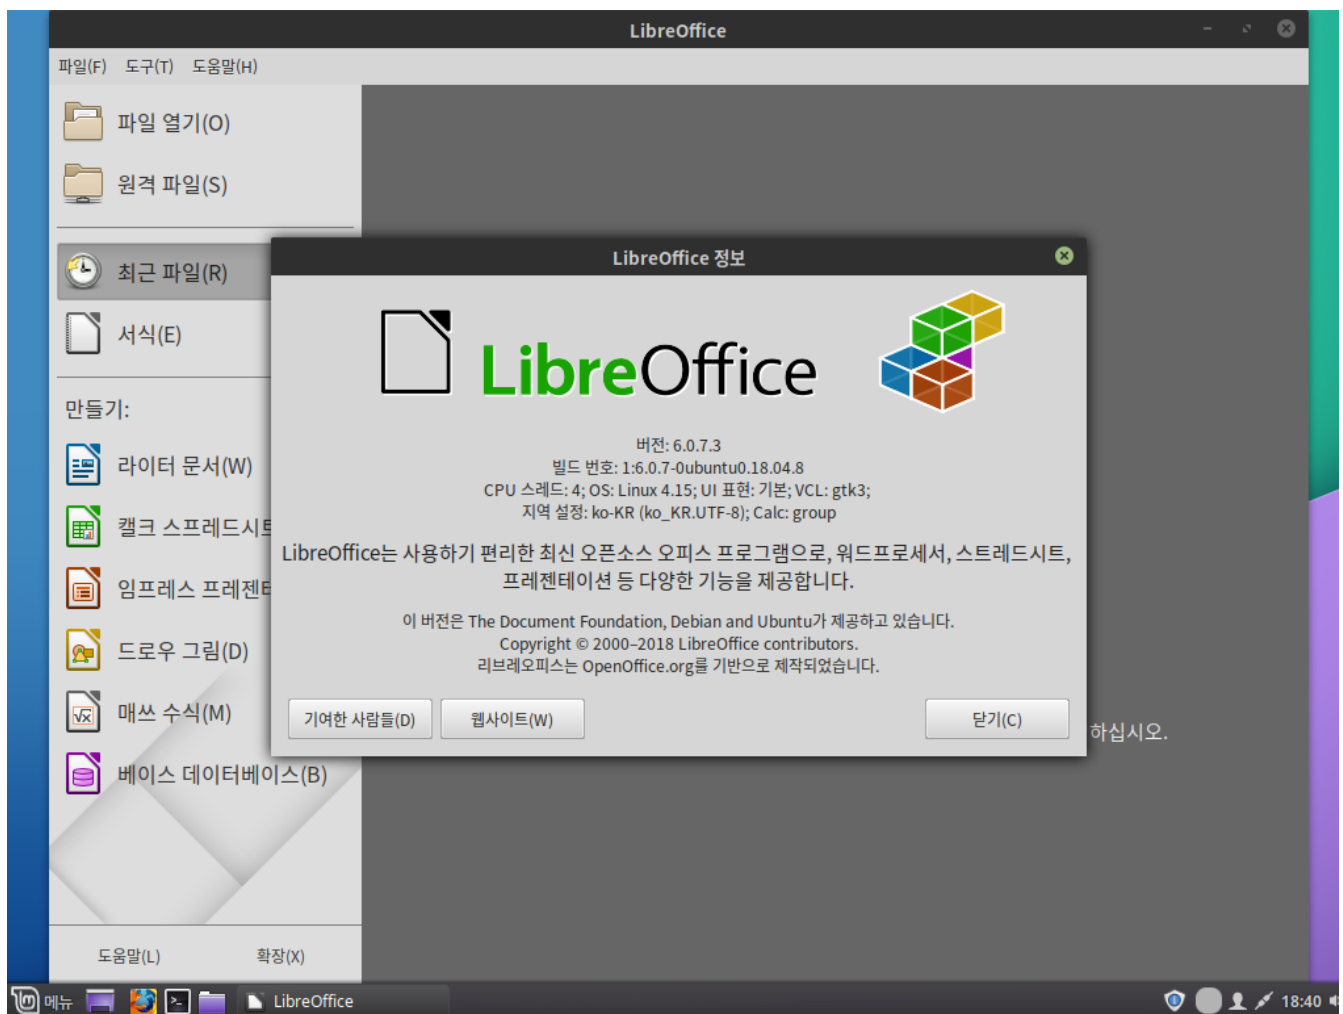 LibreOffice
파일(F) 도구(T) 도움말(H)
파일 열기(O)
원격 파일(S)
최근 파일(R)
서식(E)
만들기:
라이터 문서(W)
캘크 스프레드시트
임프레스 프레젠터
드로우 그림(D)
매쓰 수식(M)
베이스 데이터베이스(B)
도움말(L) 확장(X)
LibreOffice 정보
LibreOffice
버전: 6.0.7.3
빌드 번호: 1:6.0.7-0ubuntu0.18.04.8
CPU 스레드: 4; OS: Linux 4.15; UI 표현: 기본; VCL: gtk3;
지역 설정: ko-KR (ko_KR.UTF-8); Calc: group
LibreOffice는 사용하기 편리한 최신 오픈소스 오피스 프로그램으로, 워드프로세서, 스트레드시트,
프레젠테이션 등 다양한 기능을 제공합니다.
이 버전은 The Document Foundation, Debian and Ubuntu가 제공하고 있습니다.
Copyright © 2000–2018 LibreOffice contributors.
리브레오피스는 OpenOffice.org를 기반으로 제작되었습니다.
기여한 사람들(D) 웹사이트(W) 닫기(C)
하십시오.
메뉴 LibreOffice 18:40